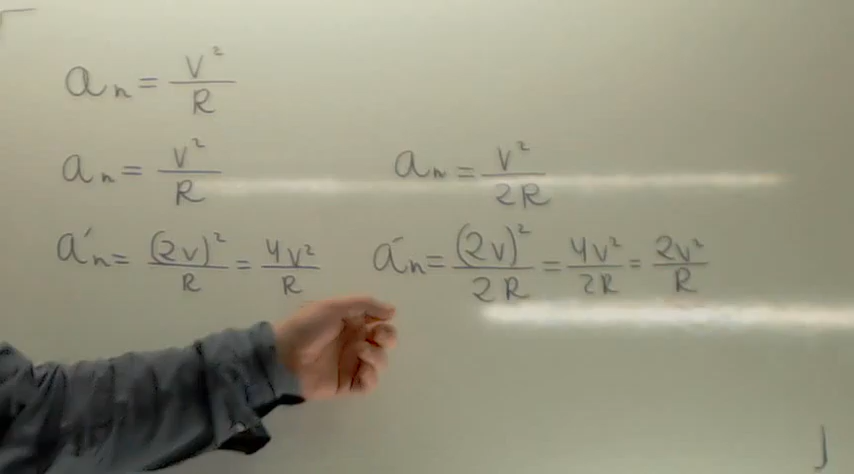 aₙ = v²/R
aₙ = v²/R aₙ = v²/2R
a′ₙ = (2v)²/R = 4v²/R a′ₙ = (2v)²/2R = 4v²/2R = 2v²/R